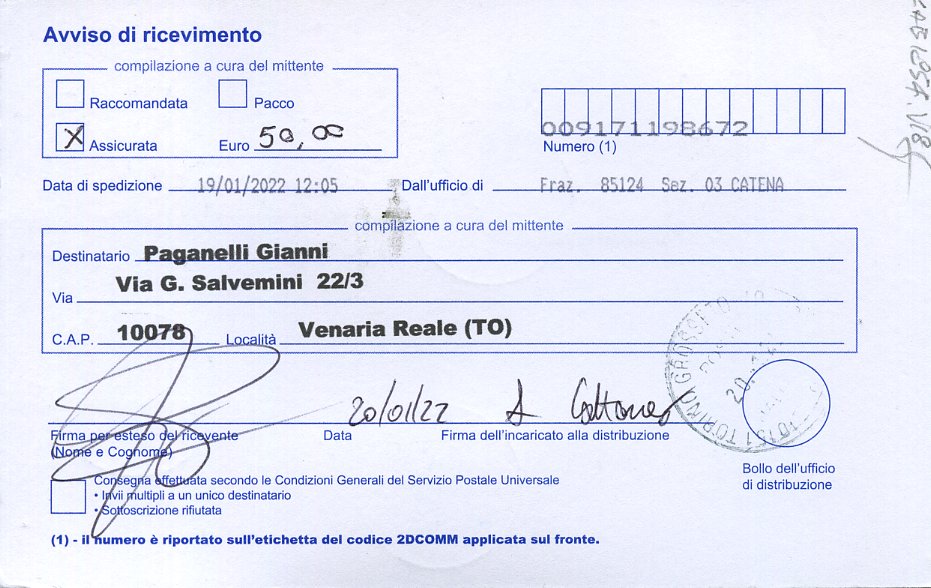 Avviso di ricevimento
compilazione a cura del mittente
Raccomandata Pacco
X Assicurata Euro 50,00
009171198672
Numero (1)
Data di spedizione 19/01/2022 12:05 Dall'ufficio di Fraz. 85124 Sez. 03 CATENA
compilazione a cura del mittente
Destinatario Paganelli Gianni
Via G. Salvemini 22/3
Via
C.A.P. 10078 Località Venaria Reale (TO)
20/01/22
Firma per esteso del ricevente Data Firma dell'incaricato alla distribuzione
(Nome e Cognome)
TORINO GROSSETO
10151
Bollo dell'ufficio
di distribuzione
Consegna effettuata secondo le Condizioni Generali del Servizio Postale Universale
• Invii multipli a un unico destinatario
• Sottoscrizione rifiutata
(1) - il numero è riportato sull'etichetta del codice 2DCOMM applicata sul fronte.